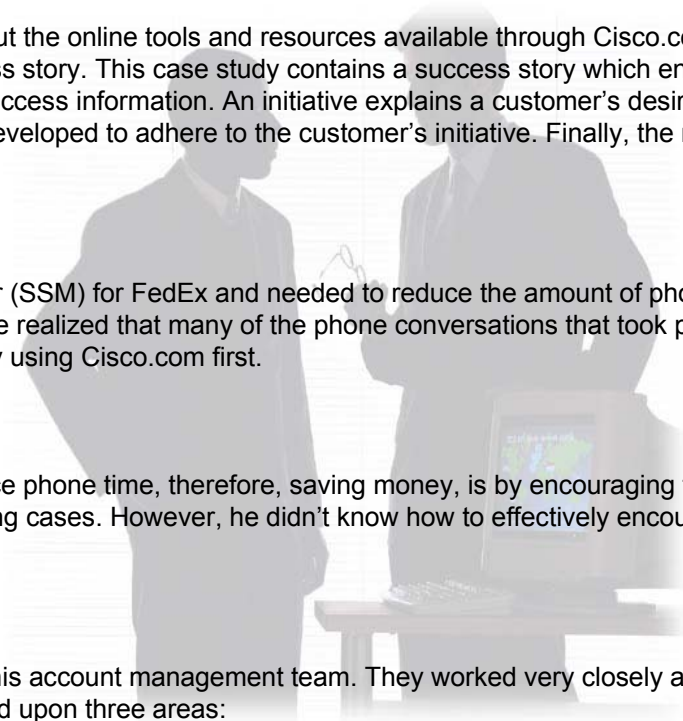 ut the online tools and resources available through Cisco.co
ss story. This case study contains a success story which en
uccess information. An initiative explains a customer’s desir
eveloped to adhere to the customer’s initiative. Finally, the r
r (SSM) for FedEx and needed to reduce the amount of pho
e realized that many of the phone conversations that took p
y using Cisco.com first.
ce phone time, therefore, saving money, is by encouraging
ng cases. However, he didn’t know how to effectively encou
his account management team. They worked very closely a
d upon three areas: